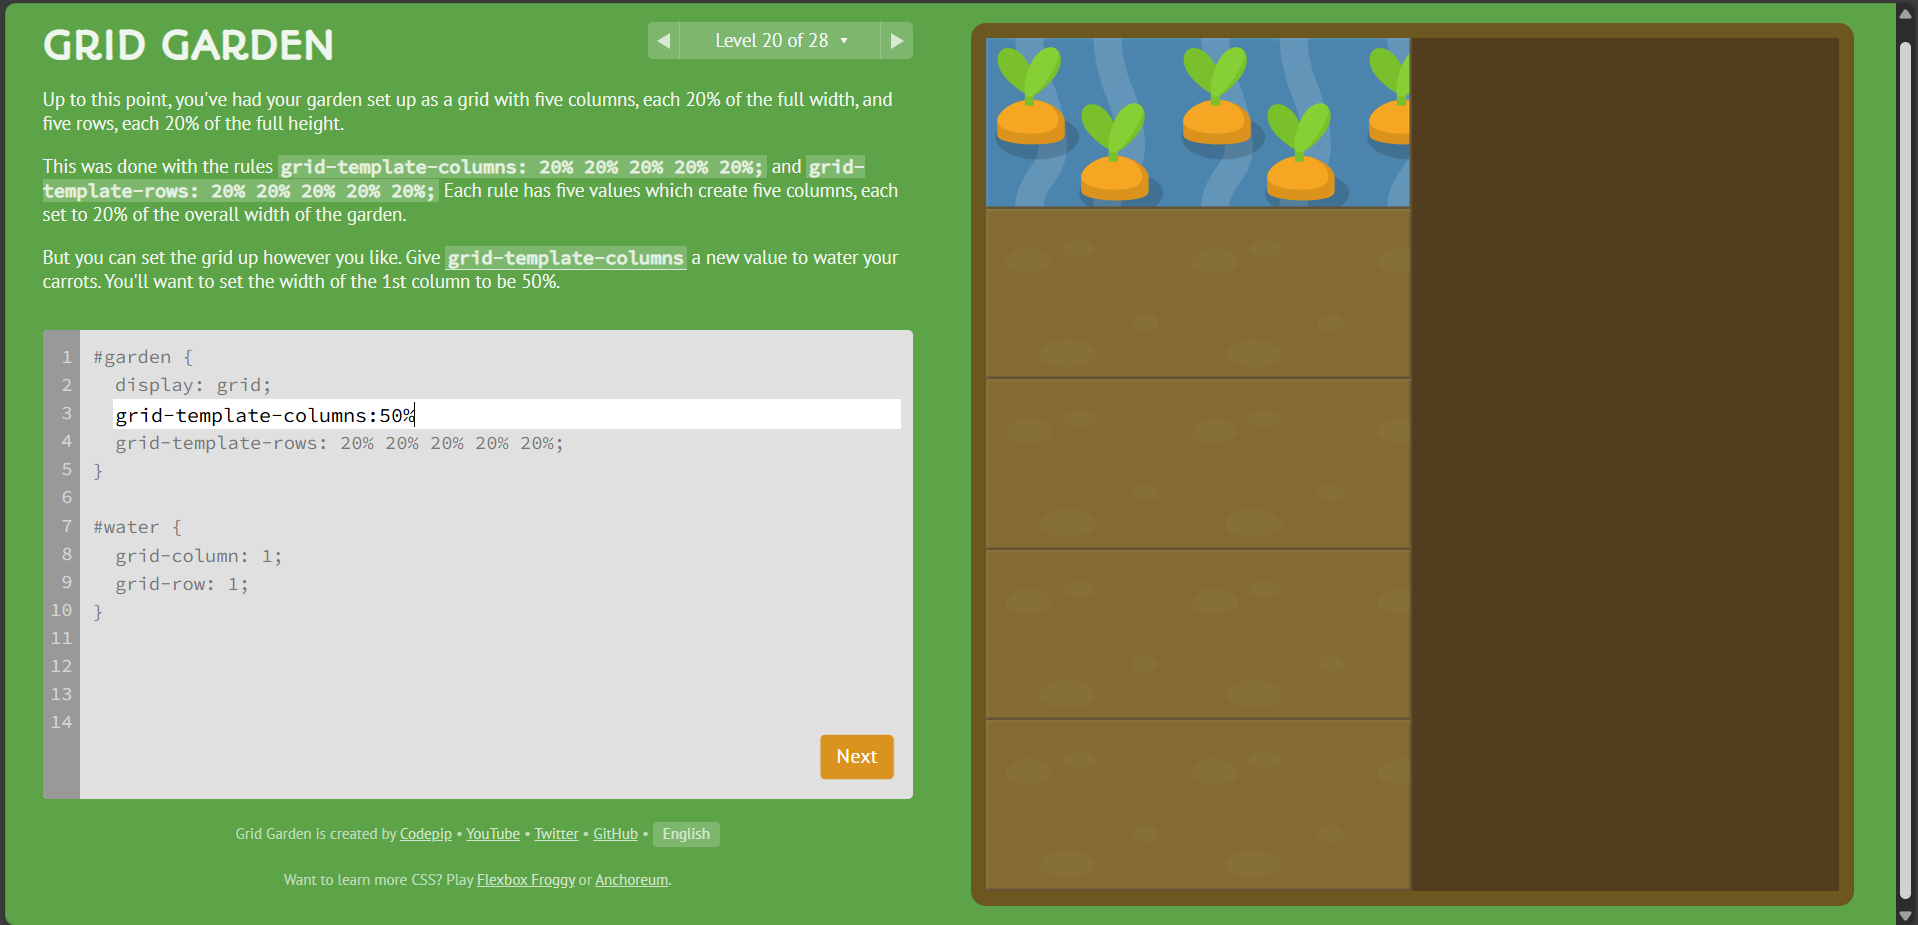 GRID GARDEN
◀ Level 20 of 28 ▼ ▶
Up to this point, you've had your garden set up as a grid with five columns, each 20% of the full width, and
five rows, each 20% of the full height.
This was done with the rules grid-template-columns: 20% 20% 20% 20% 20%; and grid-
template-rows: 20% 20% 20% 20% 20%; Each rule has five values which create five columns, each
set to 20% of the overall width of the garden.
But you can set the grid up however you like. Give grid-template-columns a new value to water your
carrots. You'll want to set the width of the 1st column to be 50%.
1 #garden {
2 display: grid;
3 grid-template-columns:50%
4 grid-template-rows: 20% 20% 20% 20% 20%;
5 }
6
7 #water {
8 grid-column: 1;
9 grid-row: 1;
10 }
11
12
13
14
Next
Grid Garden is created by Codepip • YouTube • Twitter • GitHub • English
Want to learn more CSS? Play Flexbox Froggy or Anchoreum.